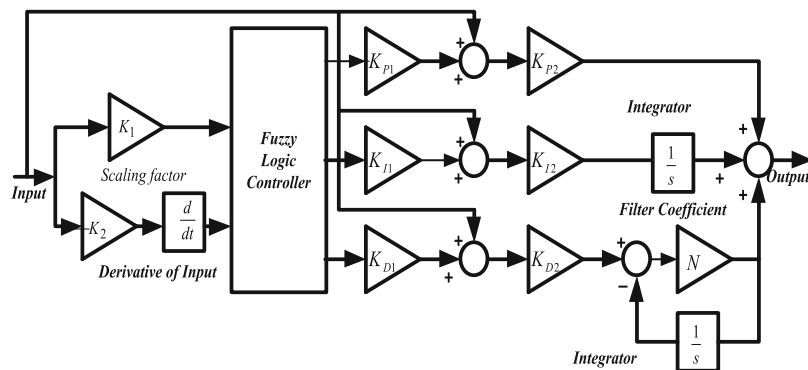 Input
K1
K2
Scaling factor
d
dt
Derivative of Input
Fuzzy
Logic
Controller
KP1
+
+
KP2
KI1
+
+
KI2
Integrator
1
s
+
+
+
Output
KD1
+
+
KD2
Filter Coefficient
+
−
N
1
s
Integrator